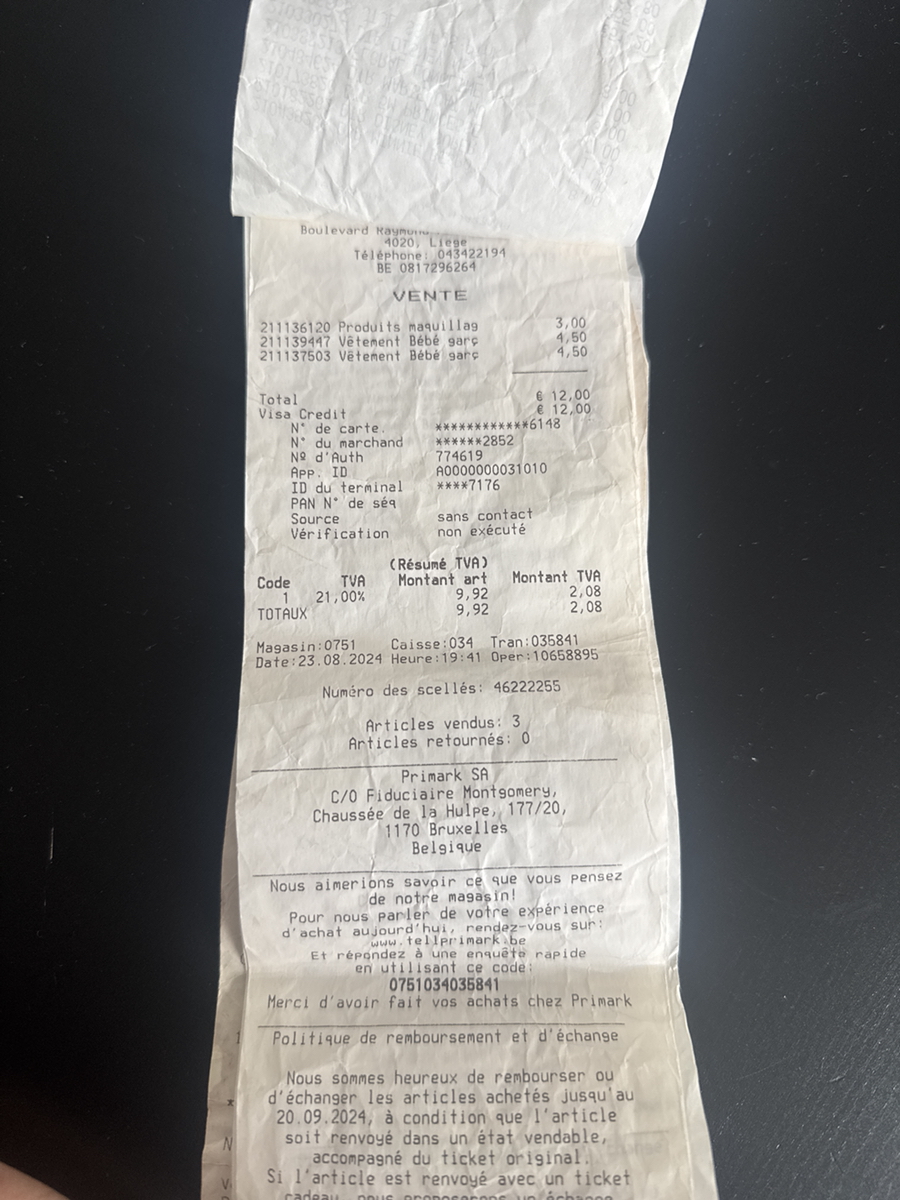 Boulevard
4020, Liege
Téléphone: 043422194
BE 0817296264
VENTE
211136120 Produits maquillag 3,00
211139447 Vêtement Bébé garç 4,50
211137503 Vêtement Bébé garç 4,50
Total € 12,00
Visa Credit € 12,00
N° de carte. ************6148
N° du marchand ******2852
Nº d'Auth 774619
App. ID A0000000031010
ID du terminal ****7176
PAN N° de séq
Source sans contact
Vérification non exécuté
(Résumé TVA)
Code TVA Montant art Montant TVA
1 21,00% 9,92 2,08
TOTAUX 9,92 2,08
Magasin:0751 Caisse:034 Tran:035841
Date:23.08.2024 Heure:19:41 Oper:10658895
Numéro des scellés: 46222255
Articles vendus: 3
Articles retournés: 0
Primark SA
C/O Fiduciaire Montgomery,
Chaussée de la Hulpe, 177/20,
1170 Bruxelles
Belgique
Nous aimerions savoir ce que vous pensez
de notre magasin!
Pour nous parler de votre expérience
d'achat aujourd'hui, rendez-vous sur:
www.tellprimark.be
Et répondez à une enquête rapide
en utilisant ce code:
0751034035841
Merci d'avoir fait vos achats chez Primark
Politique de remboursement et d'échange
Nous sommes heureux de rembourser ou
d'échanger les articles achetés jusqu'au
20.09.2024, à condition que l'article
soit renvoyé dans un état vendable,
accompagné du ticket original.
Si l'article est renvoyé avec un ticket